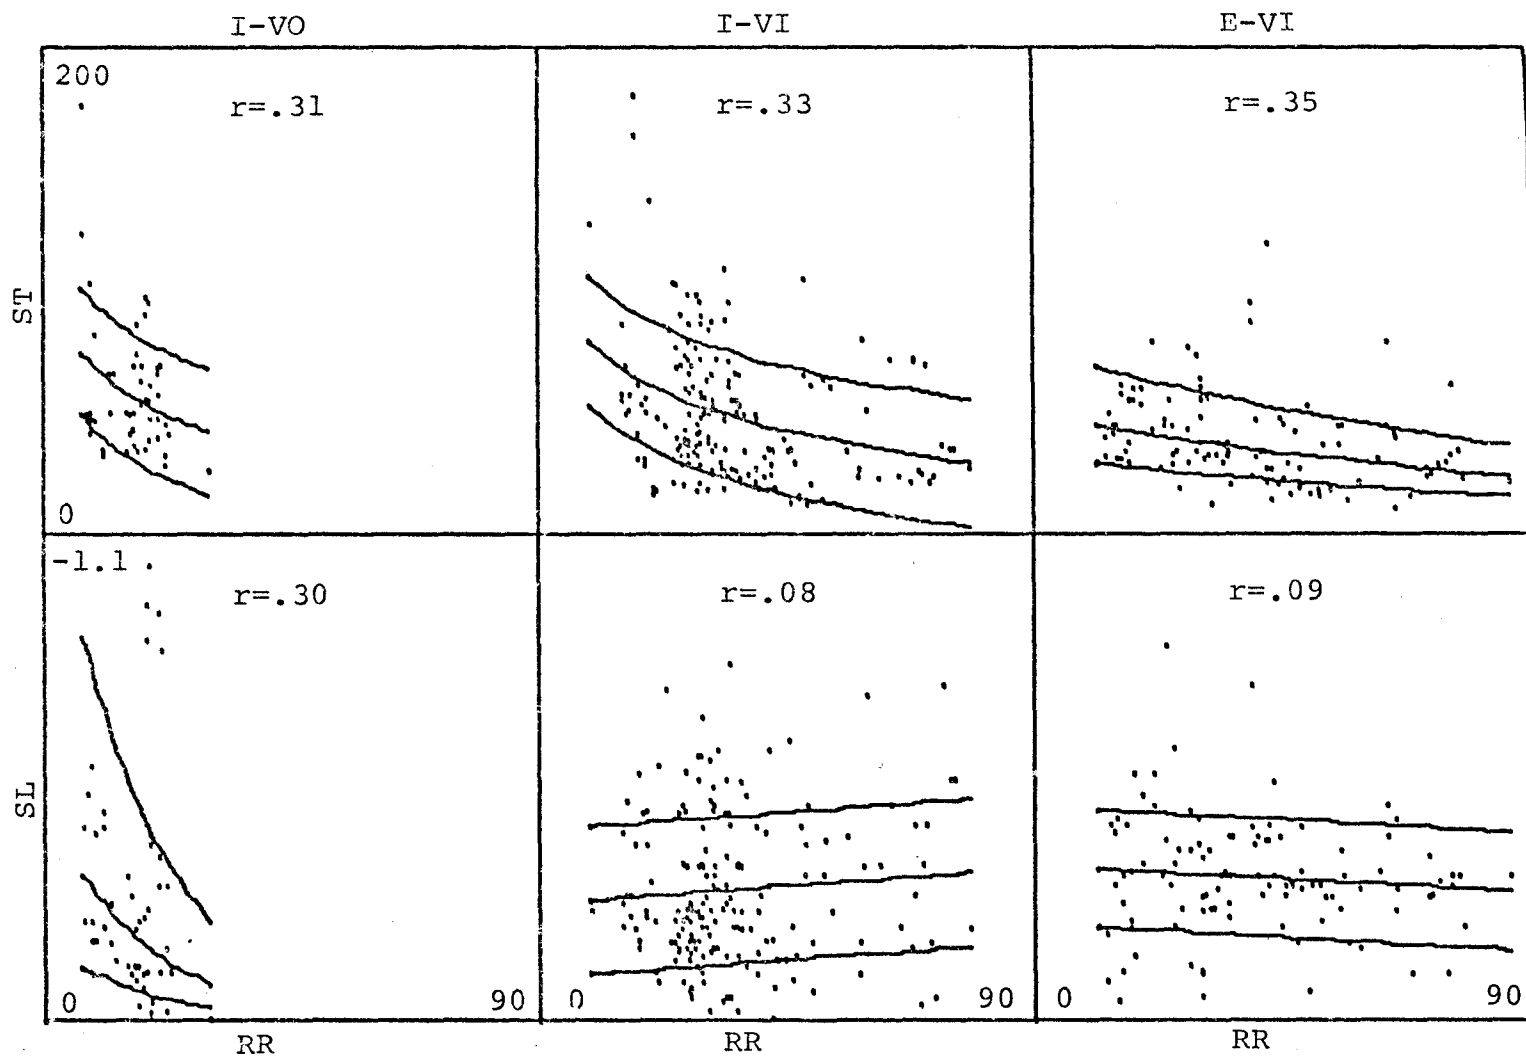 I-VO I-VI E-VI
200
r=.31 r=.33 r=.35
ST
0
-1.1
r=.30 r=.08 r=.09
SL
0 90 0 90 0 90
RR RR RR